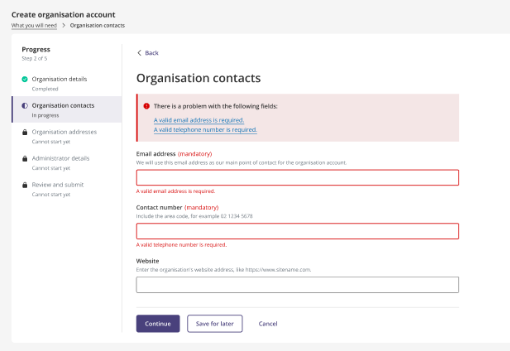 Create organisation account
What you will need > Organisation contacts
Progress
Step 2 of 5
Organisation details
Completed
Organisation contacts
In progress
Organisation addresses
Cannot start yet
Administrator details
Cannot start yet
Review and submit
Cannot start yet
Back
Organisation contacts
There is a problem with the following fields:
A valid email address is required.
A valid telephone number is required.
Email address (mandatory)
We will use this email address as our main point of contact for the organisation account.
A valid email address is required.
Contact number (mandatory)
Include the area code, for example 02 1234 5678
A valid telephone number is required.
Website
Enter the organisation's website address, like https://www.sitename.com.
Continue
Save for later
Cancel